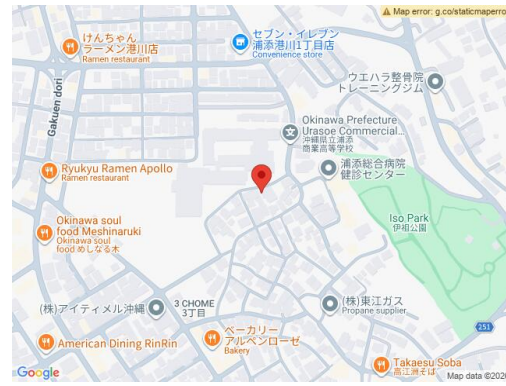 Map error: g.co/staticmaperro
けんちゃん
ラーメン港川店
Ramen restaurant
セブン-イレブン
浦添港川1丁目店
Convenience store
ウエハラ整骨院
トレーニングジム
Gakuen dori
Okinawa Prefecture
Urasoe Commercial...
沖縄県立浦添
商業高等学校
浦添総合病院
健診センター
Ryukyu Ramen Apollo
Ramen restaurant
Iso Park
伊祖公園
Okinawa soul
food Meshinaruki
Okinawa soul
food めしなる木
(株)アイティメル沖縄
3 CHOME
3丁目
(株)東江ガス
Propane supplier
251
American Dining RinRin
ベーカリー
アルペンローゼ
Bakery
Takaesu Soba
高江洲そば
Google
Map data ©2020